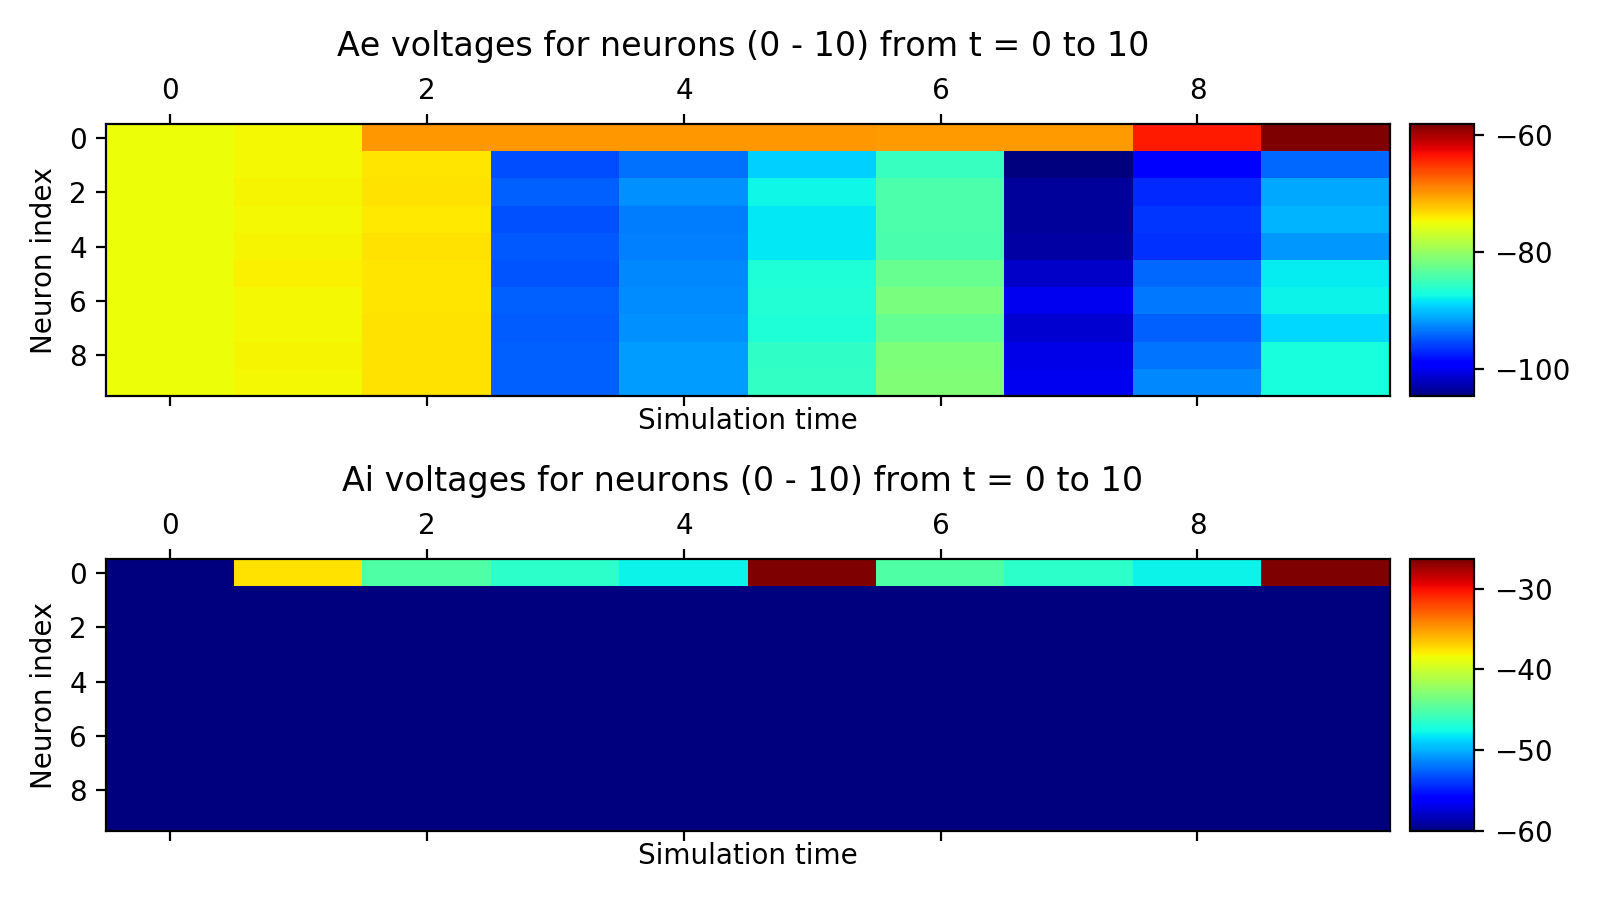 Ae voltages for neurons (0 - 10) from t = 0 to 10
0 2 4 6 8
Neuron index
0
2
4
6
8
−60
−80
−100
Simulation time
Ai voltages for neurons (0 - 10) from t = 0 to 10
0 2 4 6 8
Neuron index
0
2
4
6
8
−30
−40
−50
−60
Simulation time